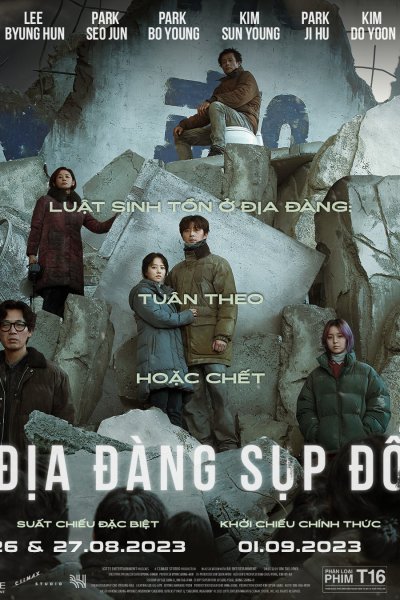 LEE BYUNG HUN
PARK SEO JUN
PARK BO YOUNG
KIM SUN YOUNG
PARK JI HU
KIM DO YOON
LUẬT SINH TỒN Ở ĐỊA ĐÀNG:
TUÂN THEO
HOẶC CHẾT
ĐỊA ĐÀNG SỤP ĐỔ
SUẤT CHIẾU ĐẶC BIỆT
26 & 27.08.2023
KHỞI CHIẾU CHÍNH THỨC
01.09.2023
CLIMAX STUDIO
PHÂN LOẠI
PHIM T16